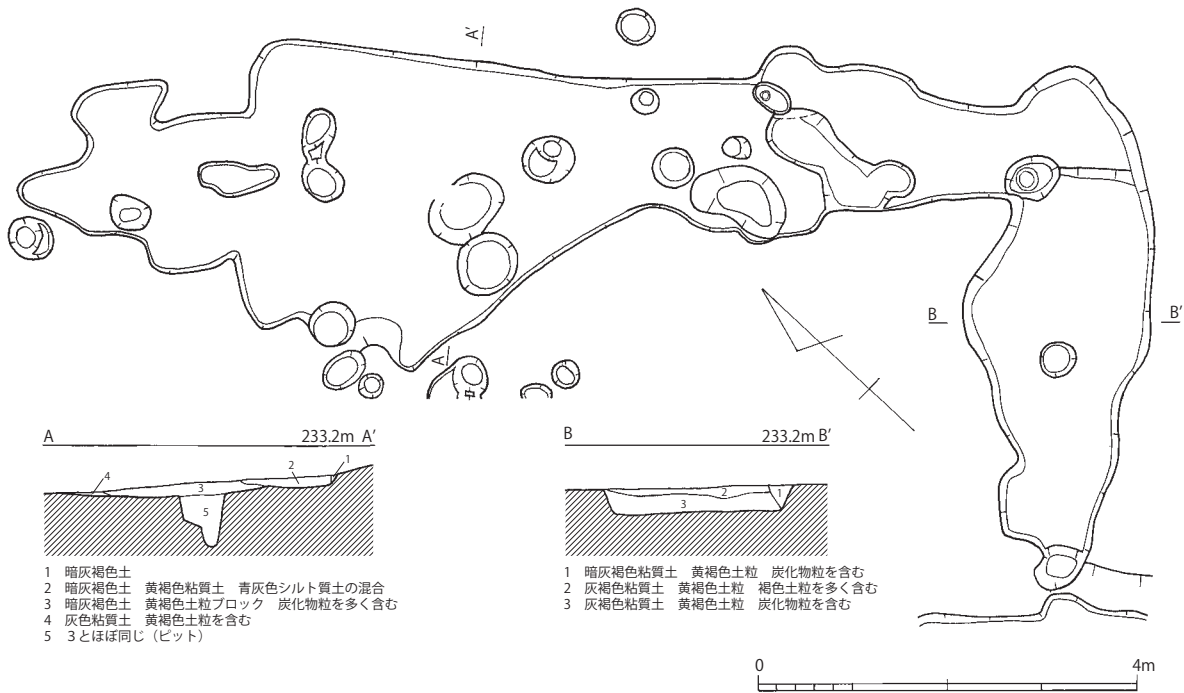 A'
A
B
B'
A 233.2m A'
1
2
3
4
5
1 暗灰褐色土
2 暗灰褐色土 黄褐色粘質土 青灰色シルト質土の混合
3 暗灰褐色土 黄褐色土粒ブロック 炭化物粒を多く含む
4 灰色粘質土 黄褐色土粒を含む
5 3とほぼ同じ（ピット）
B 233.2m B'
1
2
3
1 暗灰褐色粘質土 黄褐色土粒 炭化物粒を含む
2 灰褐色粘質土 黄褐色土粒 褐色土粒を多く含む
3 灰褐色粘質土 黄褐色土粒 炭化物粒を含む
0 4m